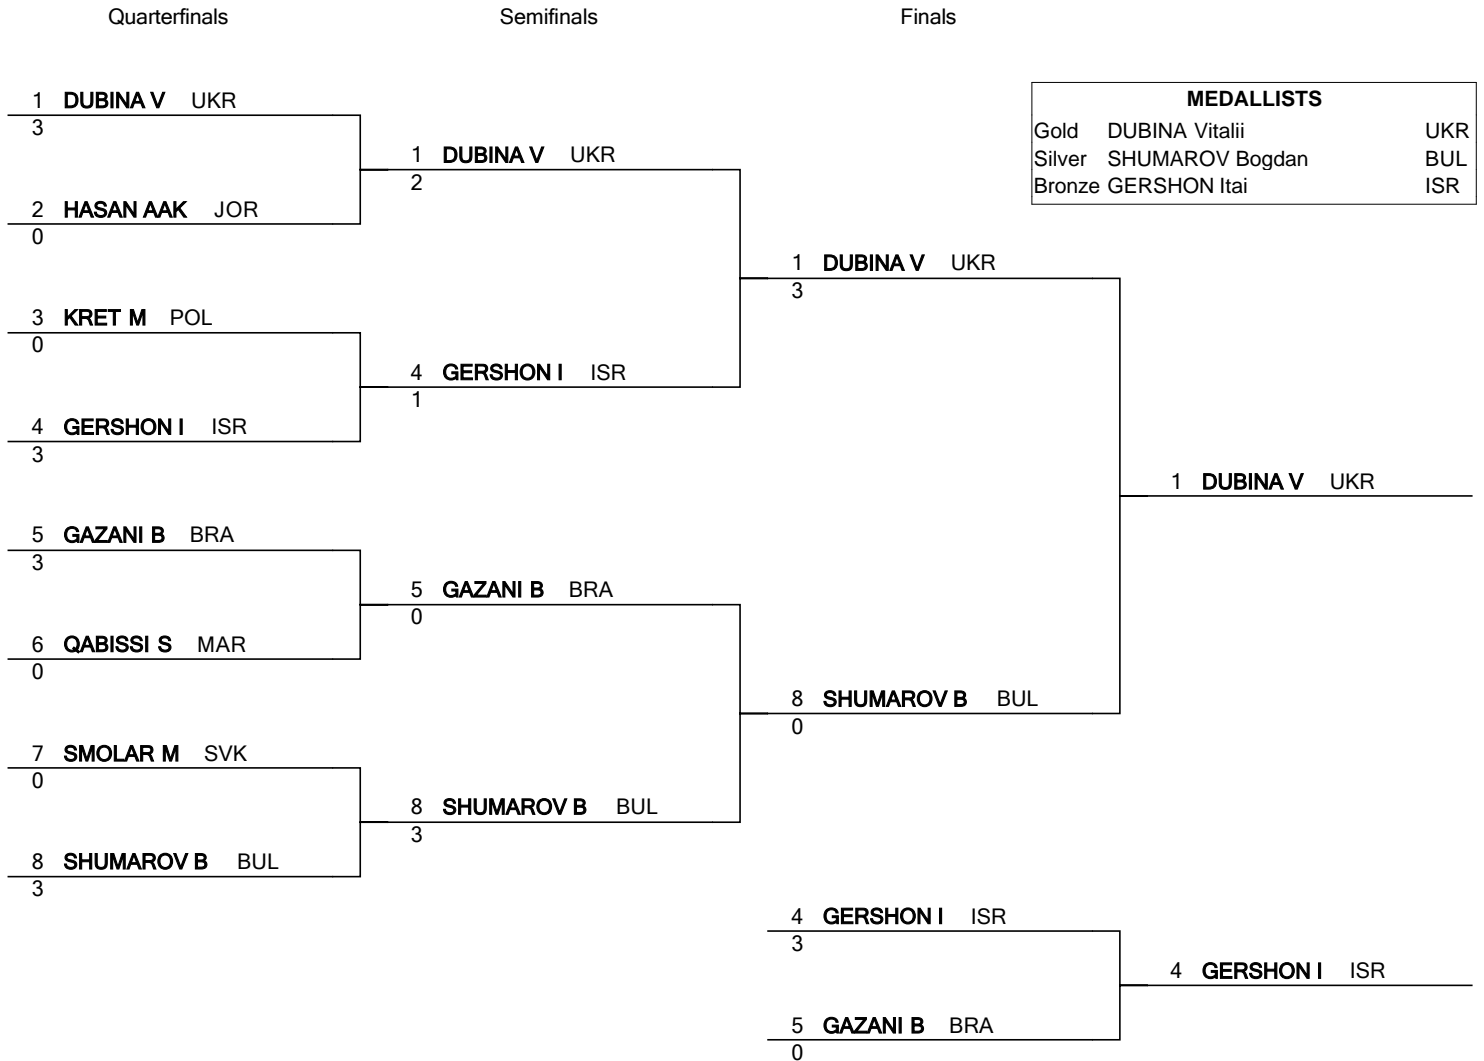 Quarterfinals Semifinals Finals
1 DUBINA V UKR
3
MEDALLISTS
Gold DUBINA Vitalii UKR
Silver SHUMAROV Bogdan BUL
Bronze GERSHON Itai ISR
1 DUBINA V UKR
2
2 HASAN AAK JOR
0
1 DUBINA V UKR
3
3 KRET M POL
0
4 GERSHON I ISR
1
4 GERSHON I ISR
3
1 DUBINA V UKR
5 GAZANI B BRA
3
5 GAZANI B BRA
0
6 QABISSI S MAR
0
8 SHUMAROV B BUL
0
7 SMOLAR M SVK
0
8 SHUMAROV B BUL
3
8 SHUMAROV B BUL
3
4 GERSHON I ISR
3
4 GERSHON I ISR
5 GAZANI B BRA
0